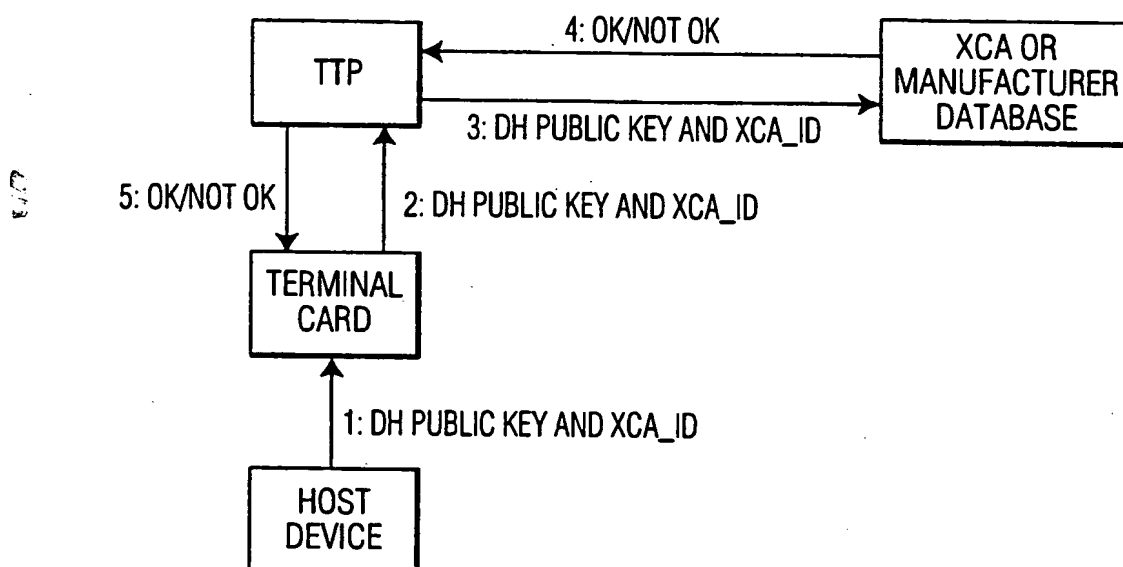 4: OK/NOT OK
TTP
XCA OR
MANUFACTURER
DATABASE
3: DH PUBLIC KEY AND XCA_ID
5: OK/NOT OK
2: DH PUBLIC KEY AND XCA_ID
TERMINAL
CARD
1: DH PUBLIC KEY AND XCA_ID
HOST
DEVICE